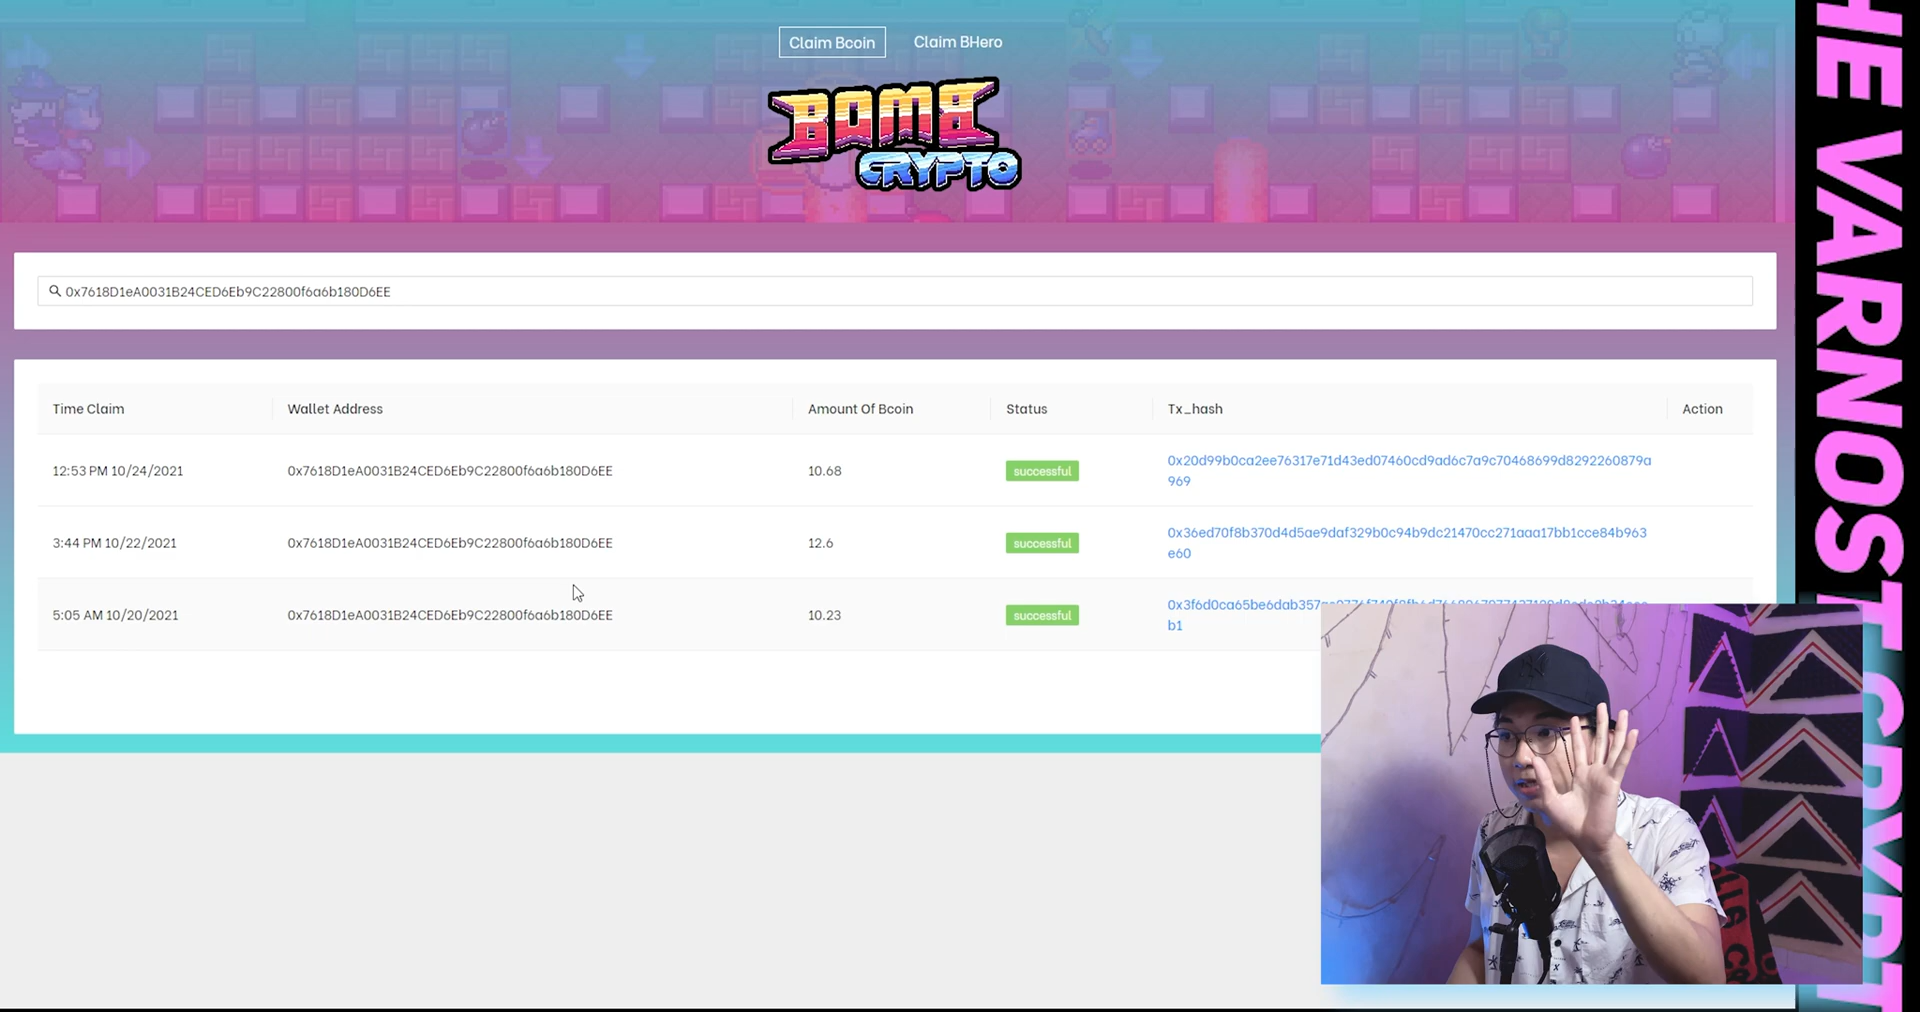 Claim Bcoin Claim BHero
BOMB
CRYPTO
0x7618D1eA0031B24CED6Eb9C22800f6a6b180D6EE
Time Claim Wallet Address Amount Of Bcoin Status Tx_hash Action
12:53 PM 10/24/2021 0x7618D1eA0031B24CED6Eb9C22800f6a6b180D6EE 10.68 successful 0x20d99b0ca2ee76317e71d43ed07460cd9ad6c7a9c70468699d8292260879a
969
3:44 PM 10/22/2021 0x7618D1eA0031B24CED6Eb9C22800f6a6b180D6EE 12.6 successful 0x36ed70f8b370d4d5ae9daf329b0c94b9dc21470cc271aaa17bb1cce84b963
e60
5:05 AM 10/20/2021 0x7618D1eA0031B24CED6Eb9C22800f6a6b180D6EE 10.23 successful
b1
HE VARNOST CRYPT